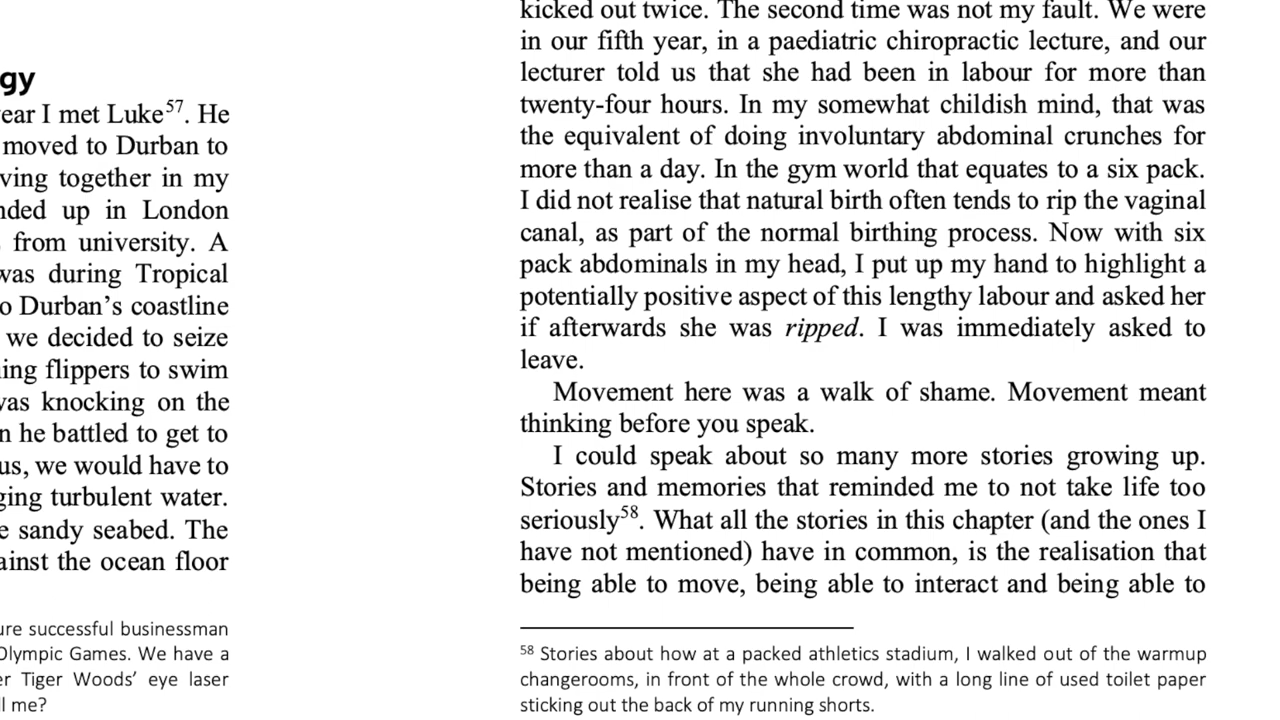 gy
year I met Luke⁵⁷. He
moved to Durban to
ving together in my
nded up in London
from university. A
was during Tropical
o Durban’s coastline
we decided to seize
ing flippers to swim
was knocking on the
n he battled to get to
us, we would have to
ging turbulent water.
e sandy seabed. The
ainst the ocean floor
ure successful businessman
Olympic Games. We have a
er Tiger Woods’ eye laser
ll me?
kicked out twice. The second time was not my fault. We were
in our fifth year, in a paediatric chiropractic lecture, and our
lecturer told us that she had been in labour for more than
twenty-four hours. In my somewhat childish mind, that was
the equivalent of doing involuntary abdominal crunches for
more than a day. In the gym world that equates to a six pack.
I did not realise that natural birth often tends to rip the vaginal
canal, as part of the normal birthing process. Now with six
pack abdominals in my head, I put up my hand to highlight a
potentially positive aspect of this lengthy labour and asked her
if afterwards she was ripped. I was immediately asked to
leave.
Movement here was a walk of shame. Movement meant
thinking before you speak.
I could speak about so many more stories growing up.
Stories and memories that reminded me to not take life too
seriously⁵⁸. What all the stories in this chapter (and the ones I
have not mentioned) have in common, is the realisation that
being able to move, being able to interact and being able to
⁵⁸ Stories about how at a packed athletics stadium, I walked out of the warmup
changerooms, in front of the whole crowd, with a long line of used toilet paper
sticking out the back of my running shorts.